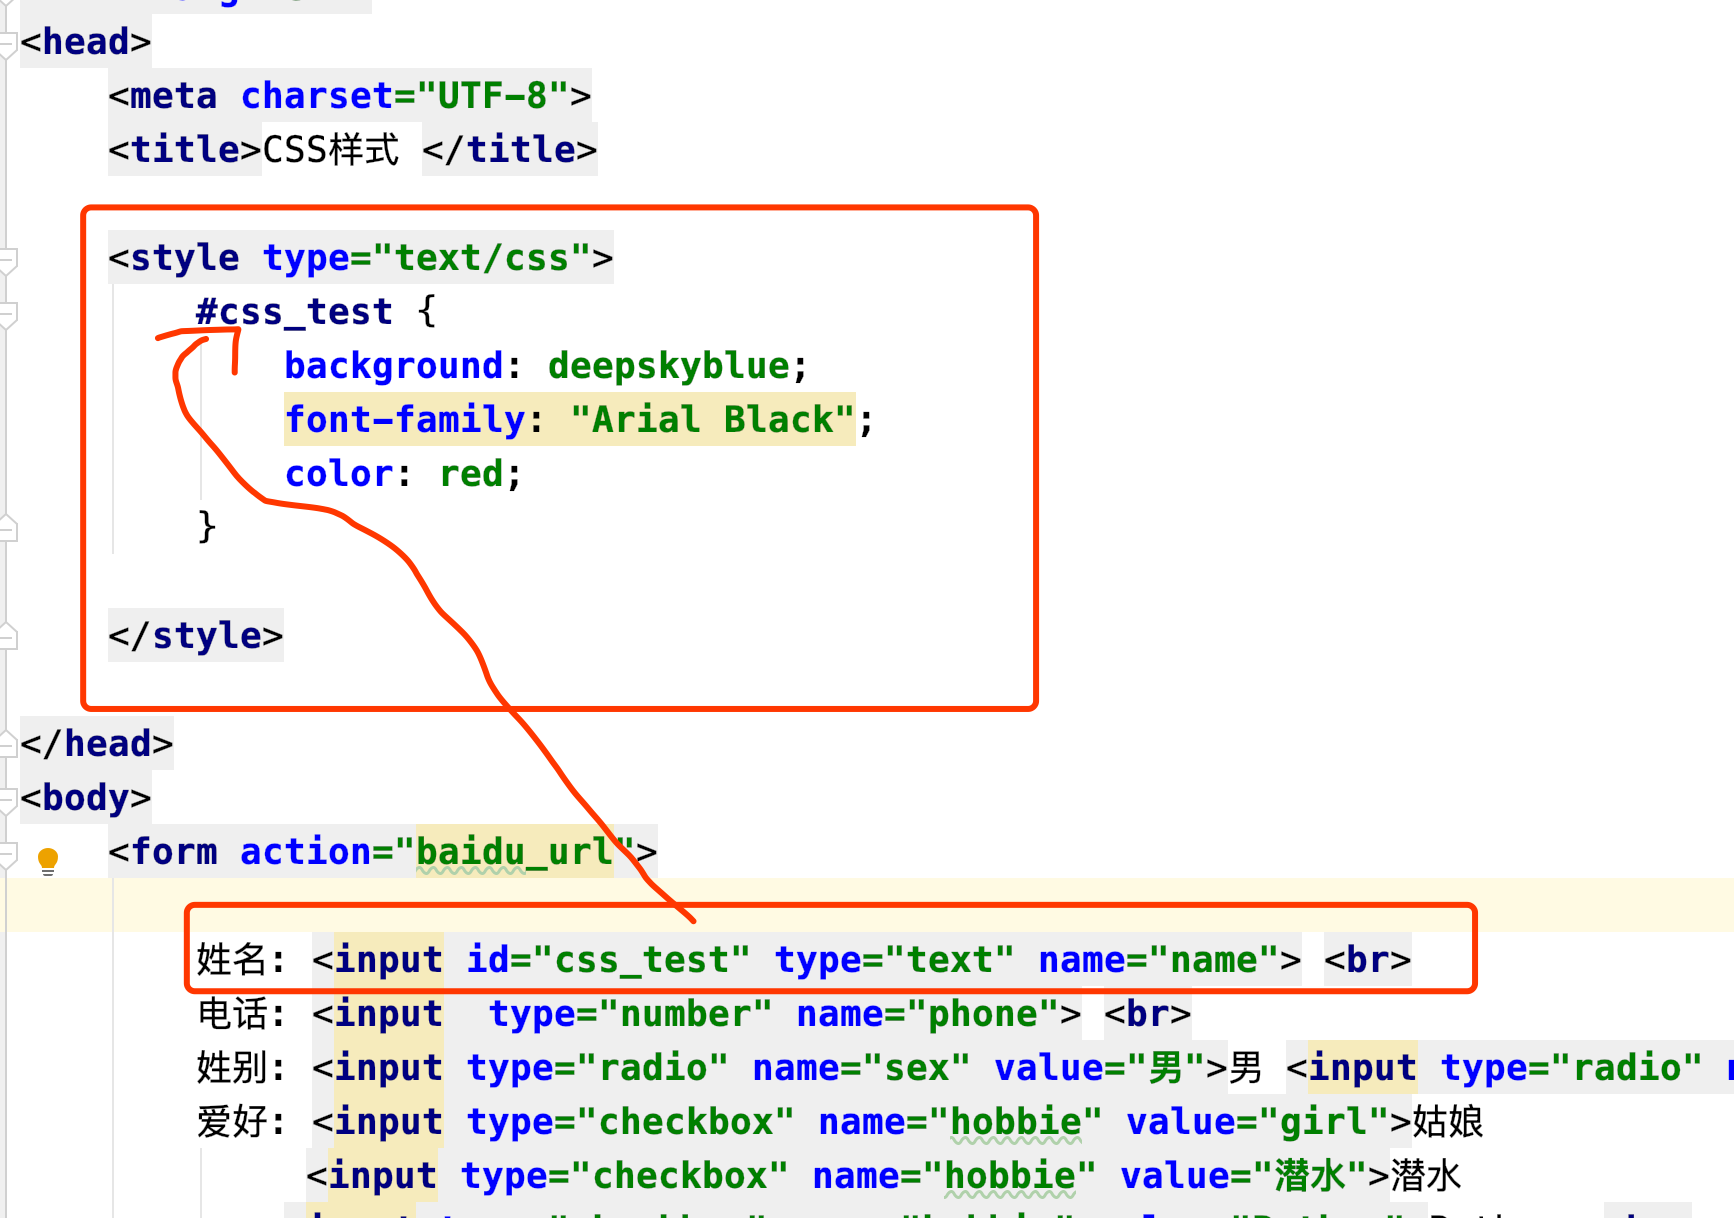 <head>
<meta charset="UTF-8">
<title>CSS样式 </title>
<style type="text/css">
#css_test {
background: deepskyblue;
font-family: "Arial Black";
color: red;
}
</style>
</head>
<body>
<form action="baidu_url">
姓名: <input id="css_test" type="text" name="name"> <br>
电话: <input  type="number" name="phone"> <br>
姓别: <input type="radio" name="sex" value="男">男 <input type="radio"
爱好: <input type="checkbox" name="hobbie" value="girl">姑娘
<input type="checkbox" name="hobbie" value="潜水">潜水